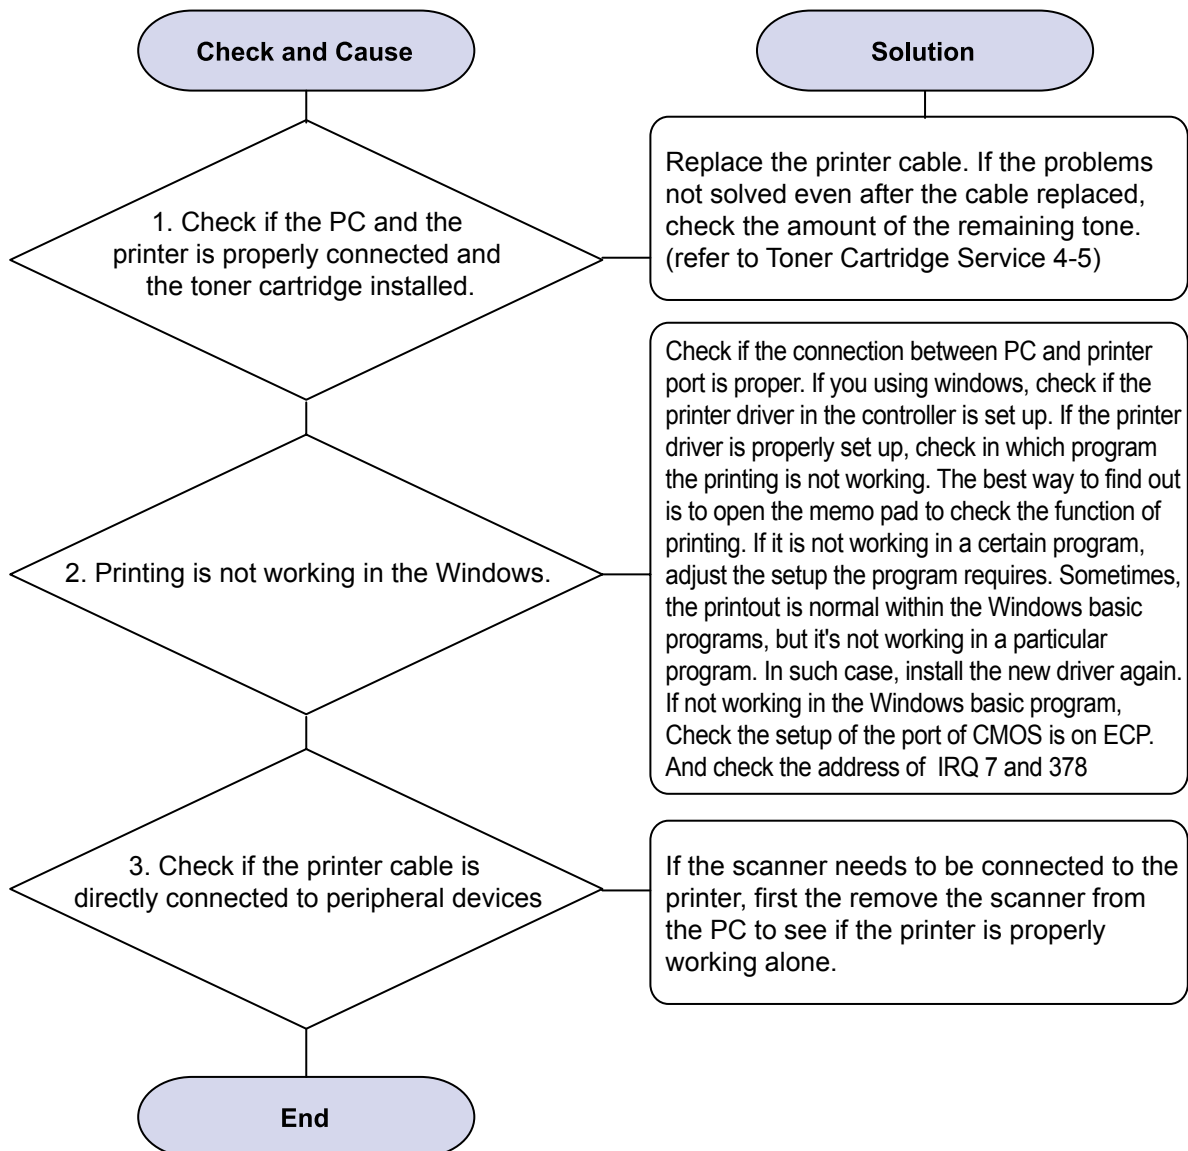 Check and Cause
Solution
1. Check if the PC and the
printer is properly connected and
the toner cartridge installed.
Replace the printer cable. If the problems
not solved even after the cable replaced,
check the amount of the remaining tone.
(refer to Toner Cartridge Service 4-5)
2. Printing is not working in the Windows.
Check if the connection between PC and printer
port is proper. If you using windows, check if the
printer driver in the controller is set up. If the printer
driver is properly set up, check in which program
the printing is not working. The best way to find out
is to open the memo pad to check the function of
printing. If it is not working in a certain program,
adjust the setup the program requires. Sometimes,
the printout is normal within the Windows basic
programs, but it's not working in a particular
program. In such case, install the new driver again.
If not working in the Windows basic program,
Check the setup of the port of CMOS is on ECP.
And check the address of IRQ 7 and 378
3. Check if the printer cable is
directly connected to peripheral devices
If the scanner needs to be connected to the
printer, first the remove the scanner from
the PC to see if the printer is properly
working alone.
End